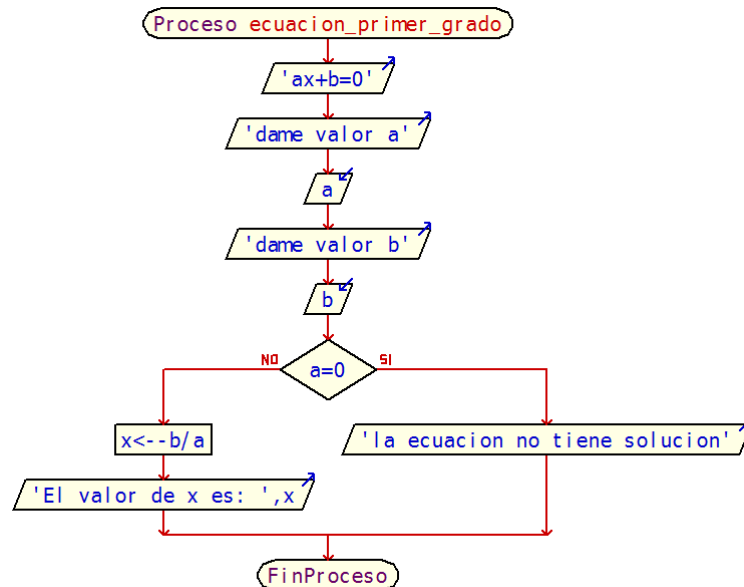 Proceso ecuacion_primer_grado
'ax+b=0'
'dame valor a'
a
'dame valor b'
b
NO
a=0
SI
x<--b/a
'la ecuacion no tiene solucion'
'El valor de x es: ',x
FinProceso